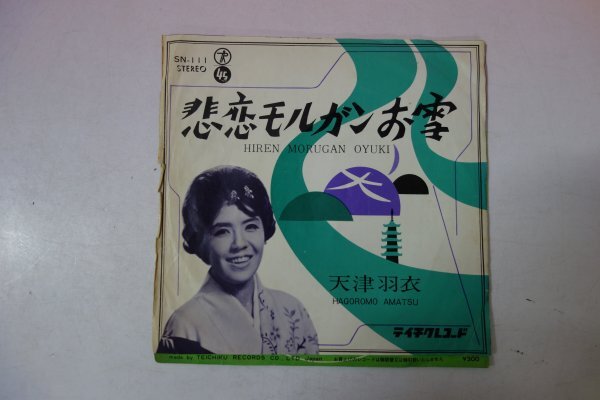 SN-111
STEREO
45
悲恋モルガンお雪
HIREN MORUGAN OYUKI
天津羽衣
HAGOROMO AMATSU
テイチクレコード
made by TEICHIKU RECORDS CO., LTD. Japan
¥300